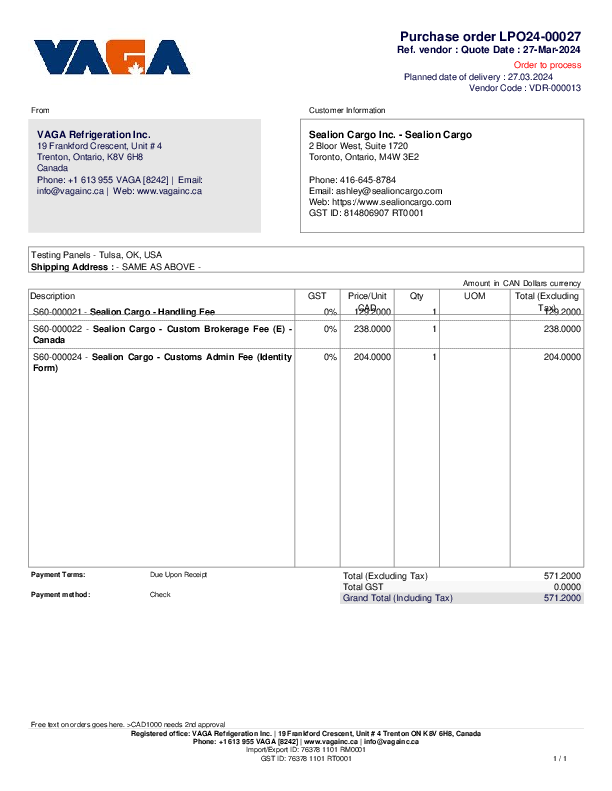 VAGA
Purchase order LPO24-00027
Ref. vendor : Quote Date : 27-Mar-2024
Order to process
Planned date of delivery : 27.03.2024
Vendor Code : VDR-000013
From
Customer Information
VAGA Refrigeration Inc.
19 Frankford Crescent, Unit # 4
Trenton, Ontario, K8V 6H8
Canada
Phone: +1 613 955 VAGA [8242] | Email:
info@vagainc.ca | Web: www.vagainc.ca
Sealion Cargo Inc. - Sealion Cargo
2 Bloor West, Suite 1720
Toronto, Ontario, M4W 3E2
Phone: 416-645-8784
Email: ashley@sealioncargo.com
Web: https://www.sealioncargo.com
GST ID: 814806907 RT0001
Testing Panels - Tulsa, OK, USA
Shipping Address : - SAME AS ABOVE -
Amount in CAN Dollars currency
Description GST Price/Unit CAD Qty UOM Total (Excluding Tax)
S60-000021 - Sealion Cargo - Handling Fee 0% 129.2000 1 129.2000
S60-000022 - Sealion Cargo - Custom Brokerage Fee (E) - 0% 238.0000 1 238.0000
Canada
S60-000024 - Sealion Cargo - Customs Admin Fee (Identity 0% 204.0000 1 204.0000
Form)
Payment Terms: Due Upon Receipt
Payment method: Check
Total (Excluding Tax) 571.2000
Total GST 0.0000
Grand Total (Including Tax) 571.2000
Free text on orders goes here. >CAD1000 needs 2nd approval
Registered office: VAGA Refrigeration Inc. | 19 Frankford Crescent, Unit # 4 Trenton ON K8V 6H8, Canada
Phone: +1 613 955 VAGA [8242] | www.vagainc.ca | info@vagainc.ca
Import/Export ID: 76378 1101 RM0001
GST ID: 76378 1101 RT0001
1 / 1